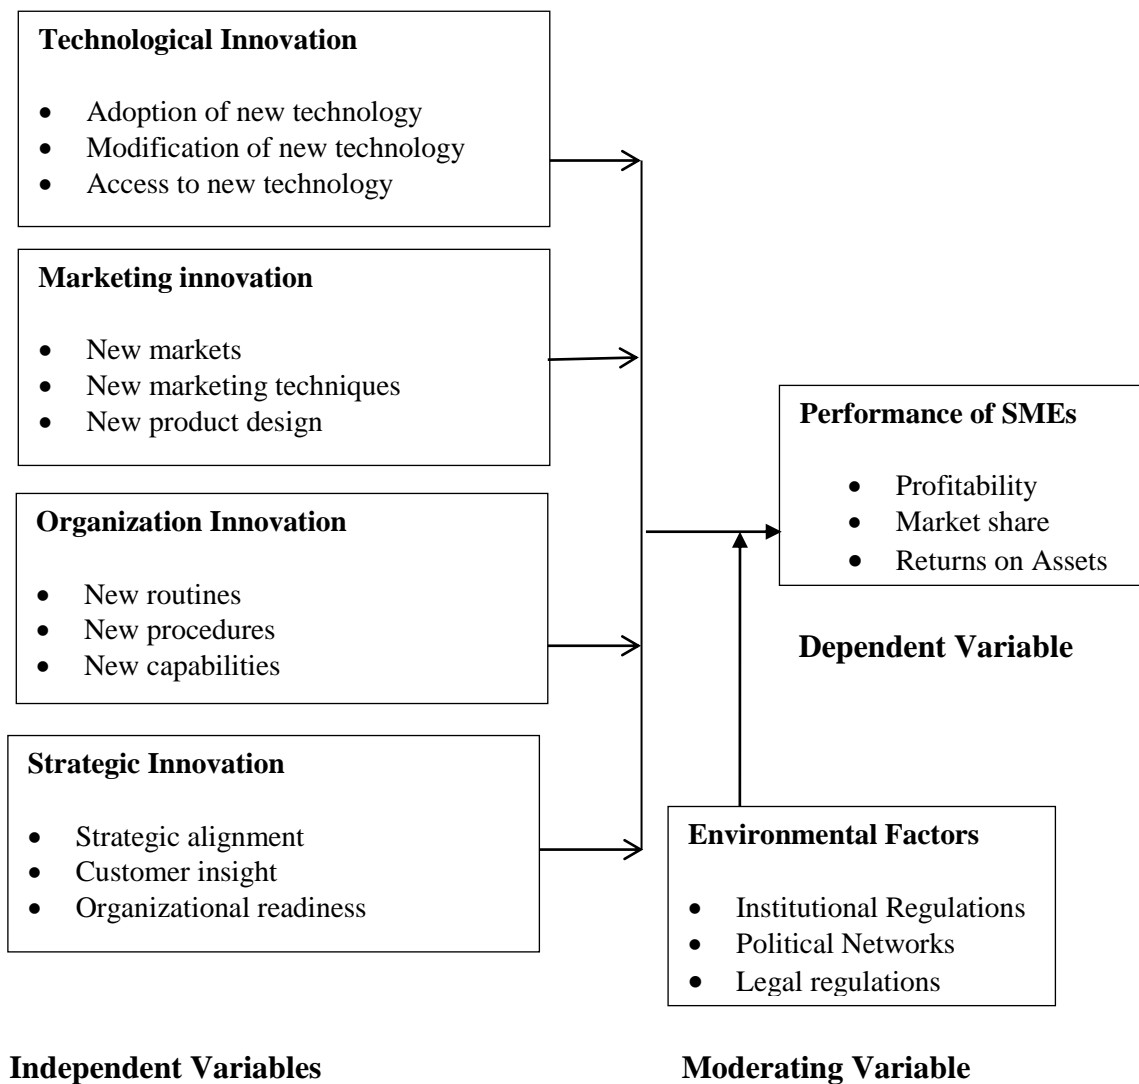 Technological Innovation
• Adoption of new technology
• Modification of new technology
• Access to new technology
Marketing innovation
• New markets
• New marketing techniques
• New product design
Organization Innovation
• New routines
• New procedures
• New capabilities
Strategic Innovation
• Strategic alignment
• Customer insight
• Organizational readiness
Performance of SMEs
• Profitability
• Market share
• Returns on Assets
Dependent Variable
Environmental Factors
• Institutional Regulations
• Political Networks
• Legal regulations
Independent Variables
Moderating Variable